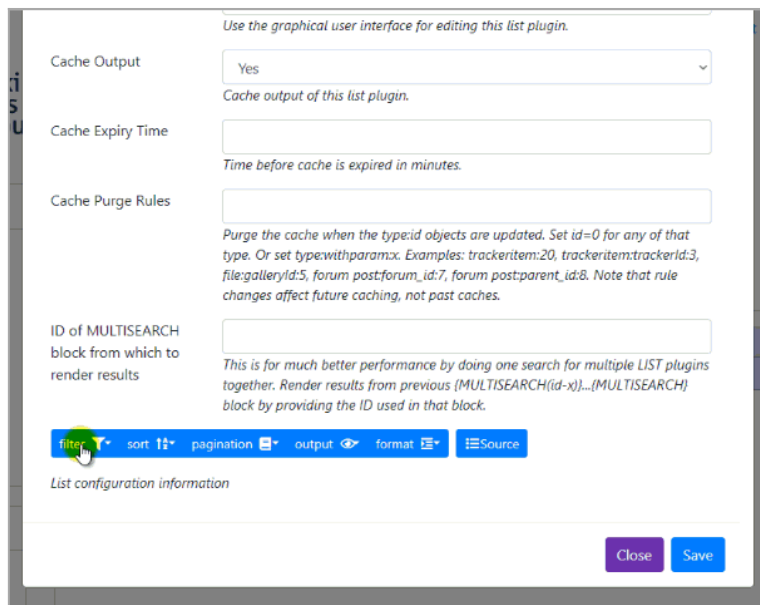 Use the graphical user interface for editing this list plugin.
Cache Output
Yes
Cache output of this list plugin.
Cache Expiry Time
Time before cache is expired in minutes.
Cache Purge Rules
Purge the cache when the type:id objects are updated. Set id=0 for any of that
type. Or set type:withparam:x. Examples: trackeritem:20, trackeritem:trackerId:3,
file:galleryId:5, forum post:forum_id:7, forum post:parent_id:8. Note that rule
changes affect future caching, not past caches.
ID of MULTISEARCH
block from which to
render results
This is for much better performance by doing one search for multiple LIST plugins
together. Render results from previous {MULTISEARCH(id-x)}...{MULTISEARCH}
block by providing the ID used in that block.
filter sort pagination output format Source
List configuration information
Close Save